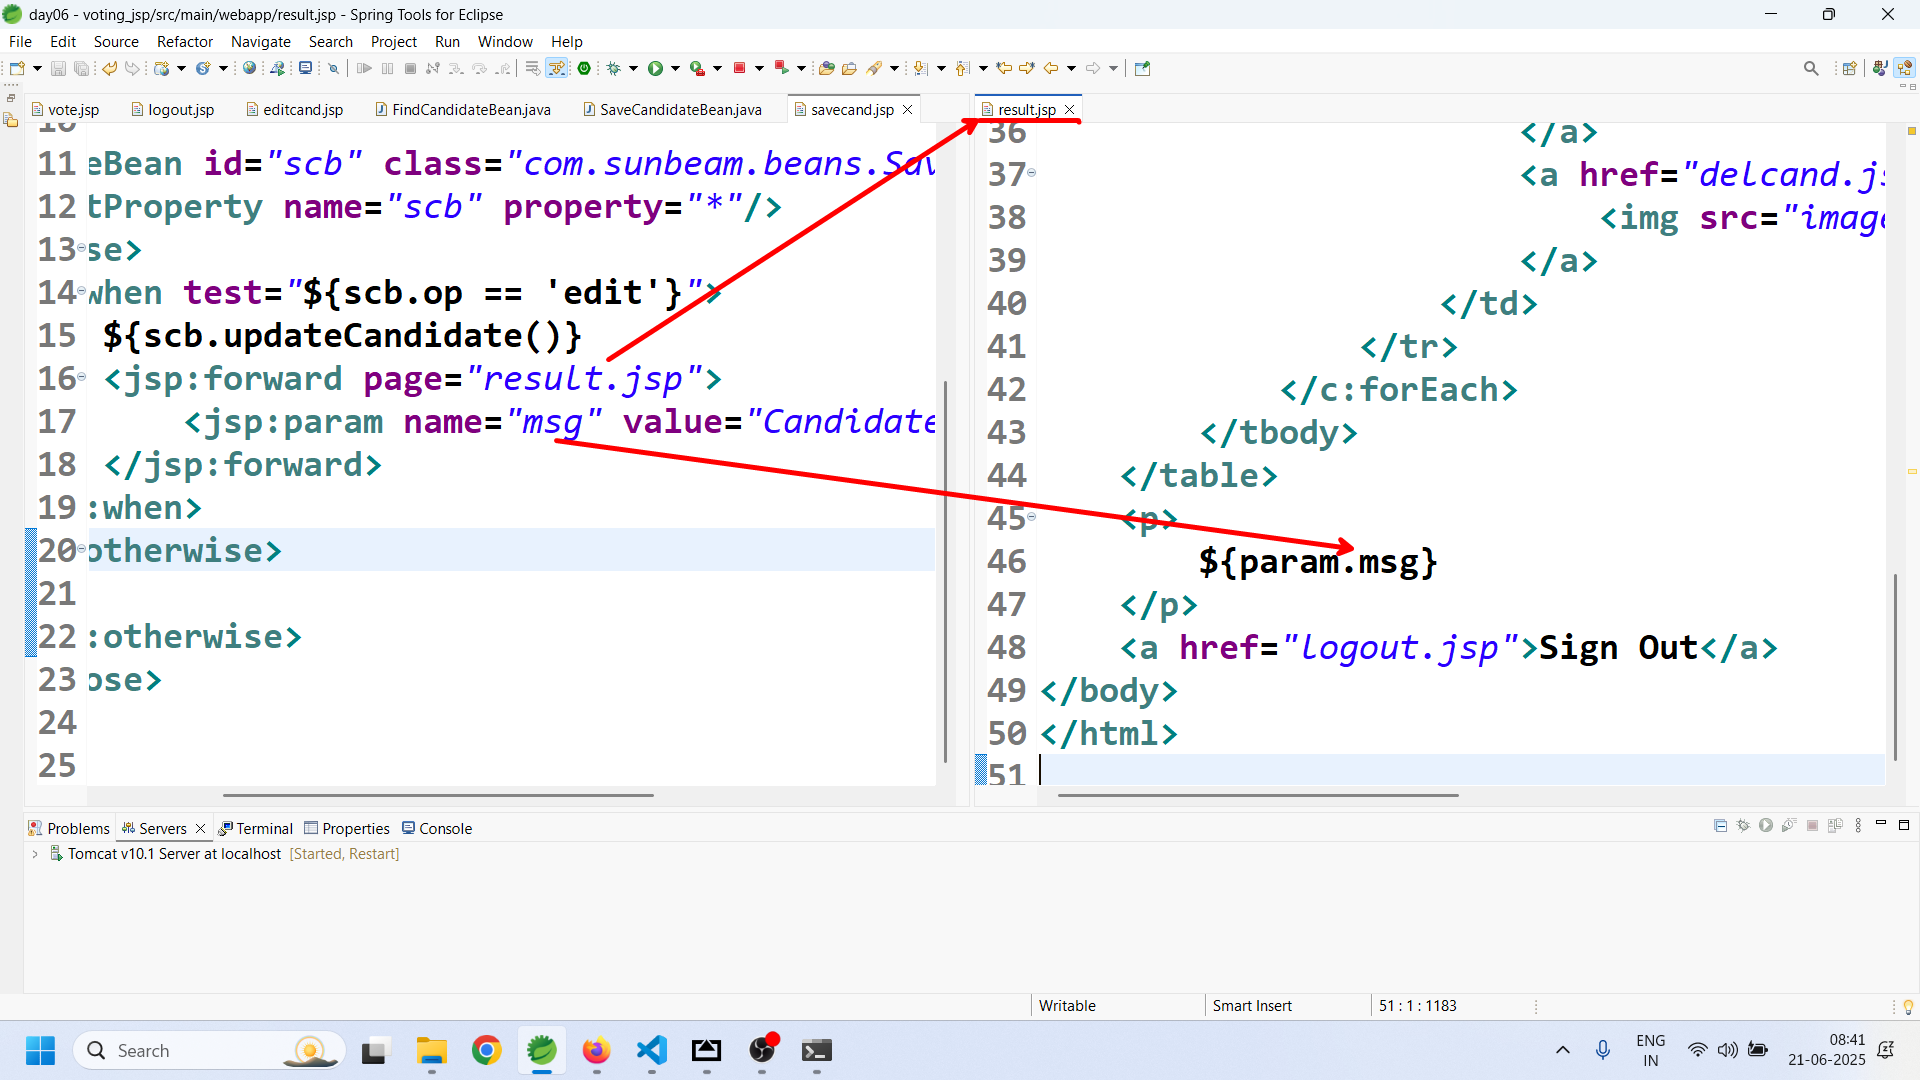 day06 - voting_jsp/src/main/webapp/result.jsp - Spring Tools for Eclipse
File Edit Source Refactor Navigate Search Project Run Window Help
vote.jsp logout.jsp editcand.jsp FindCandidateBean.java SaveCandidateBean.java savecand.jsp
11 eBean id="scb" class="com.sunbeam.beans.Sav
12 tProperty name="scb" property="*"/>
13 se>
14 when test="${scb.op == 'edit'}">
15 ${scb.updateCandidate()}
16 <jsp:forward page="result.jsp">
17 <jsp:param name="msg" value="Candidate
18 </jsp:forward>
19 :when>
20 otherwise>
21
22 :otherwise>
23 ose>
24
25
result.jsp
36 </a>
37 <a href="delcand.js
38 <img src="image
39 </a>
40 </td>
41 </tr>
42 </c:forEach>
43 </tbody>
44 </table>
45 <p>
46 ${param.msg}
47 </p>
48 <a href="logout.jsp">Sign Out</a>
49 </body>
50 </html>
51
Problems Servers Terminal Properties Console
Tomcat v10.1 Server at localhost [Started, Restart]
Writable Smart Insert 51 : 1 : 1183
Search
ENG
IN
08:41
21-06-2025